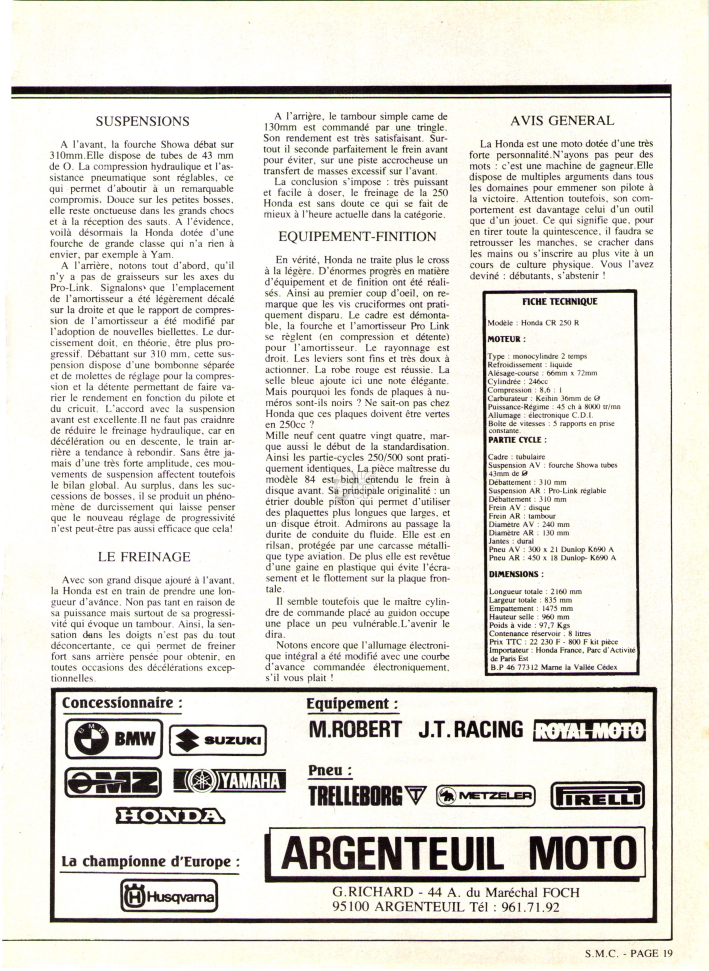 SUSPENSIONS
A l'avant, la fourche Showa débat sur
310mm.Elle dispose de tubes de 43 mm
de O. La compression hydraulique et l'as-
sistance pneumatique sont réglables, ce
qui permet d'aboutir à un remarquable
compromis. Douce sur les petites bosses,
elle reste onctueuse dans les grands chocs
et à la réception des sauts. A l'évidence,
voilà désormais la Honda dotée d'une
fourche de grande classe qui n'a rien à
envier, par exemple à Yam.
A l'arrière, notons tout d'abord, qu'il
n'y a pas de graisseurs sur les axes du
Pro-Link. Signalons que l'emplacement
de l'amortisseur a été légèrement décalé
sur la droite et que le rapport de compres-
sion de l'amortisseur a été modifié par
l'adoption de nouvelles biellettes. Le dur-
cissement doit, en théorie, être plus pro-
gressif. Débattant sur 310 mm, cette sus-
pension dispose d'une bombonne séparée
et de molettes de réglage pour la compres-
sion et la détente permettant de faire va-
rier le rendement en fonction du pilote et
du cricuit. L'accord avec la suspension
avant est excellente.Il ne faut pas craidnre
de réduire le freinage hydraulique, car en
décélération ou en descente, le train ar-
rière a tendance à rebondir. Sans être ja-
mais d'une très forte amplitude, ces mou-
vements de suspension affectent toutefois
le bilan global. Au surplus, dans les suc-
cessions de bosses, il se produit un phéno-
mène de durcissement qui laisse penser
que le nouveau réglage de progressivité
n'est peut-être pas aussi efficace que cela!
LE FREINAGE
Avec son grand disque ajouré à l'avant,
la Honda est en train de prendre une lon-
gueur d'avance. Non pas tant en raison de
sa puissance mais surtout de sa progressi-
vité qui évoque un tambour. Ainsi, la sen-
sation dans les doigts n'est pas du tout
déconcertante, ce qui permet de freiner
fort sans arrière pensée pour obtenir, en
toutes occasions des décélérations excep-
tionnelles.
A l'arrière, le tambour simple came de
130mm est commandé par une tringle.
Son rendement est très satisfaisant. Sur-
tout il seconde parfaitement le frein avant
pour éviter, sur une piste accrocheuse un
transfert de masses excessif sur l'avant.
La conclusion s'impose : très puissant
et facile à doser, le freinage de la 250
Honda est sans doute ce qui se fait de
mieux à l'heure actuelle dans la catégorie.
EQUIPEMENT-FINITION
En vérité, Honda ne traite plus le cross
à la légère. D'énormes progrès en matière
d'équipement et de finition ont été réali-
sés. Ainsi au premier coup d'oeil, on re-
marque que les vis cruciformes ont prati-
quement disparu. Le cadre est démonta-
ble, la fourche et l'amortisseur Pro Link
se règlent (en compression et détente)
pour l'amortisseur. Le rayonnage est
droit. Les leviers sont fins et très doux à
actionner. La robe rouge est réussie. La
selle bleue ajoute ici une note élégante.
Mais pourquoi les fonds de plaques à nu-
méros sont-ils noirs ? Ne sait-on pas chez
Honda que ces plaques doivent être vertes
en 250cc ?
Mille neuf cent quatre vingt quatre, mar-
que aussi le début de la standardisation.
Ainsi les partie-cycles 250/500 sont prati-
quement identiques. La pièce maîtresse du
modèle 84 est bien entendu le frein à
disque avant. Sa principale originalité : un
étrier double piston qui permet d'utiliser
des plaquettes plus longues que larges, et
un disque étroit. Admirons au passage la
durite de conduite du fluide. Elle est en
rilsan, protégée par une carcasse métalli-
que type aviation. De plus elle est revêtue
d'une gaine en plastique qui évite l'écra-
sement et le flottement sur la plaque fron-
tale.
Il semble toutefois que le maître cylin-
dre de commande placé au guidon occupe
une place un peu vulnérable.L'avenir le
dira.
Notons encore que l'allumage électroni-
que intégral a été modifié avec une courbe
d'avance commandée électroniquement,
s'il vous plait !
AVIS GENERAL
La Honda est une moto dotée d'une très
forte personnalité.N'ayons pas peur des
mots : c'est une machine de gagneur.Elle
dispose de multiples arguments dans tous
les domaines pour emmener son pilote à
la victoire. Attention toutefois, son com-
portement est davantage celui d'un outil
que d'un jouet. Ce qui signifie que, pour
en tirer toute la quintescence, il faudra se
retrousser les manches, se cracher dans
les mains ou s'inscrire au plus vite à un
cours de culture physique. Vous l'avez
deviné : débutants, s'abstenir !
FICHE TECHNIQUE
Modèle : Honda CR 250 R
MOTEUR :
Type : monocylindre 2 temps
Refroidissement : liquide
Alésage-course : 66mm x 72mm
Cylindrée : 246cc
Compression : 8,6 : 1
Carburateur : Keihin 36mm de Ø
Puissance-Régime : 45 ch à 8000 tr/mn
Allumage : électronique C.D.I.
Boîte de vitesses : 5 rapports en prise
constante.
PARTIE CYCLE :
Cadre : tubulaire
Suspension AV : fourche Showa tubes
43mm de Ø
Débattement : 310 mm
Suspension AR : Pro-Link réglable
Débattement : 310 mm
Frein AV : disque
Frein AR : tambour
Diamètre AV : 240 mm
Diamètre AR : 130 mm
Jantes : dural
Pneu AV : 300 x 21 Dunlop K690 A
Pneu AR : 450 x 18 Dunlop- K690 A
DIMENSIONS :
Longueur totale : 2160 mm
Largeur totale : 835 mm
Empattement : 1475 mm
Hauteur selle : 960 mm
Poids à vide : 97,7 Kgs
Contenance réservoir : 8 litres
Prix TTC : 22 230 F - 800 F kit pièce
Importateur : Honda France, Parc d'Activité
de Paris Est
B.P 46 77312 Marne la Vallée Cédex
Concessionnaire :
BMW BMW
SUZUKI
YAMAHA
HONDA
La championne d'Europe :
Husqvarna
Equipement :
M.ROBERT J.T. RACING ROYAL MOTO
Pneu :
TRELLEBORG METZELER PIRELLI
ARGENTEUIL MOTO
G.RICHARD - 44 A. du Maréchal FOCH
95100 ARGENTEUIL Tél : 961.71.92
S.M.C. - PAGE 19